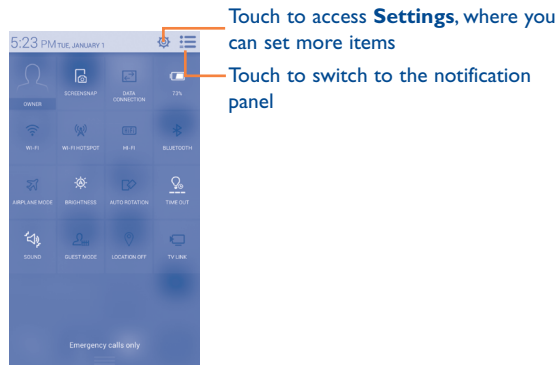 Touch to access Settings, where you
can set more items
Touch to switch to the notification
panel
5:23 PM TUE, JANUARY 1
OWNER
SCREENSNAP
DATA
CONNECTION
73%
WI-FI
WI-FI HOTSPOT
HI-FI
BLUETOOTH
AIRPLANE MODE
BRIGHTNESS
AUTO ROTATION
TIME OUT
SOUND
GUEST MODE
LOCATION OFF
TV LINK
Emergency calls only